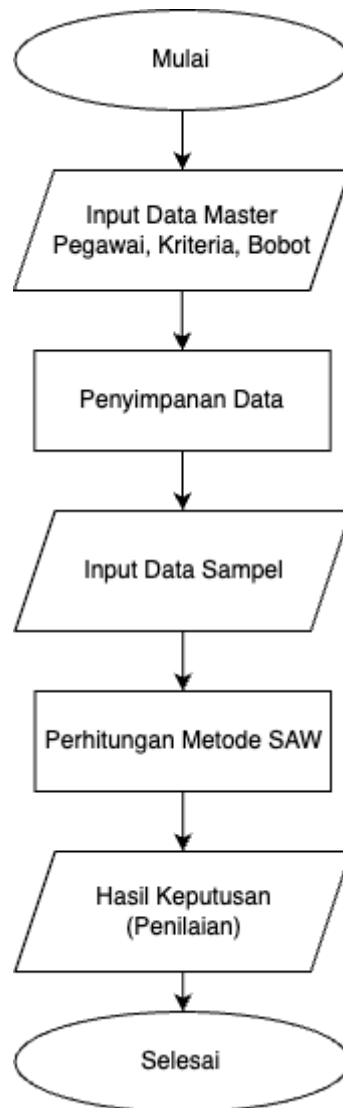 Mulai
Input Data Master
Pegawai, Kriteria, Bobot
Penyimpanan Data
Input Data Sampel
Perhitungan Metode SAW
Hasil Keputusan
(Penilaian)
Selesai